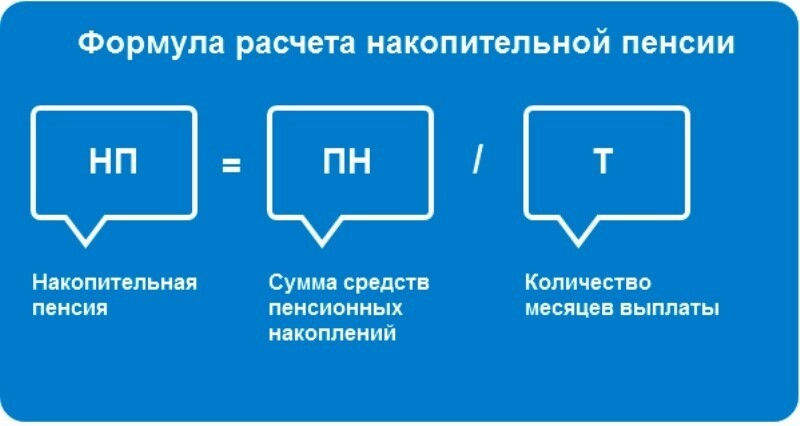 Формула расчета накопительной пенсии
НП = ПН / Т
Накопительная
пенсия
Сумма средств
пенсионных
накоплений
Количество
месяцев выплаты